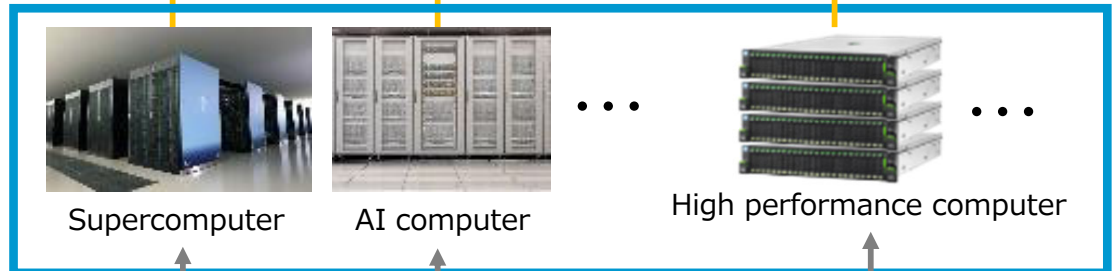 ...
...
Supercomputer
AI computer
High performance computer